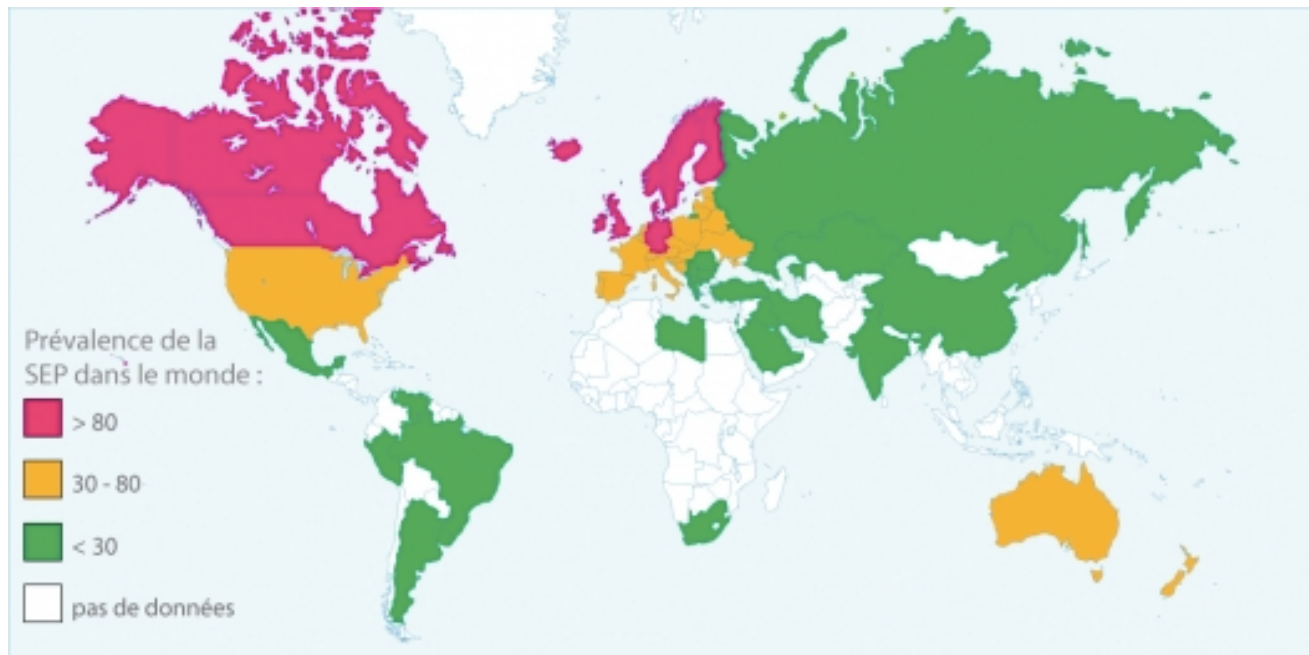 Prévalence de la
SEP dans le monde :
> 80
30 - 80
< 30
pas de données